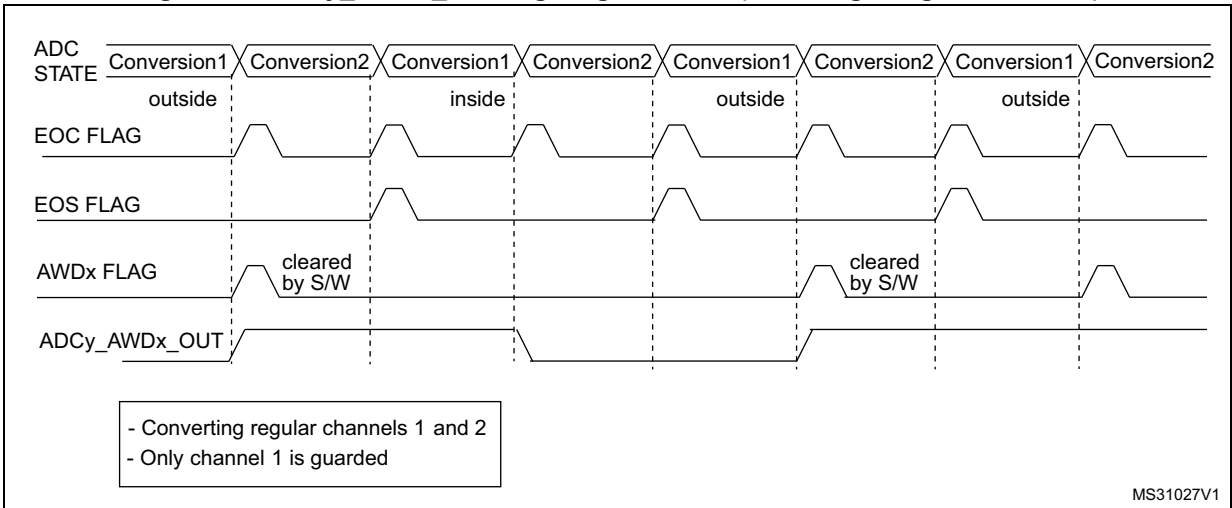 ADC
STATE
Conversion1 Conversion2 Conversion1 Conversion2 Conversion1 Conversion2 Conversion1 Conversion2
outside inside outside outside
EOC FLAG
EOS FLAG
AWDx FLAG
cleared
by S/W
cleared
by S/W
ADCy_AWDx_OUT
- Converting regular channels 1 and 2
- Only channel 1 is guarded
MS31027V1